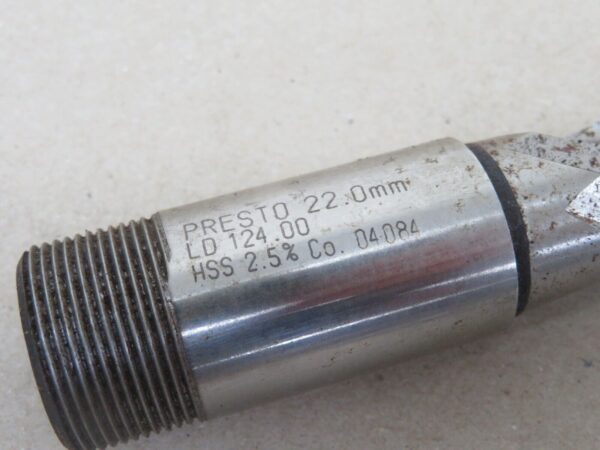 PRESTO 22.0mm
LD 124.00
HSS 2.5% Co. 04084